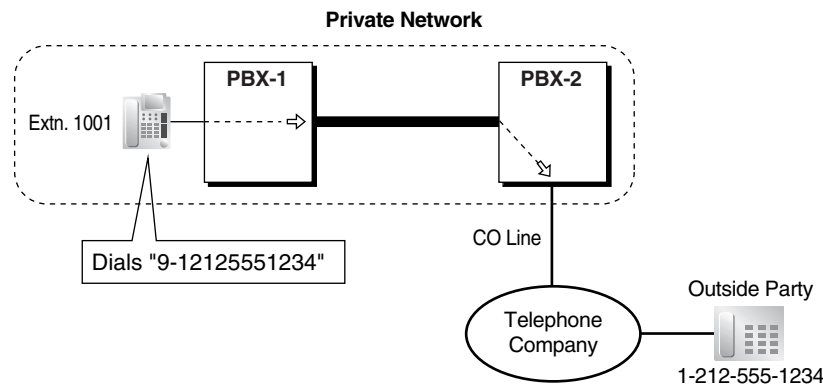 Private Network
PBX-1
PBX-2
Extn. 1001
Dials "9-12125551234"
CO Line
Outside Party
Telephone
Company
1-212-555-1234